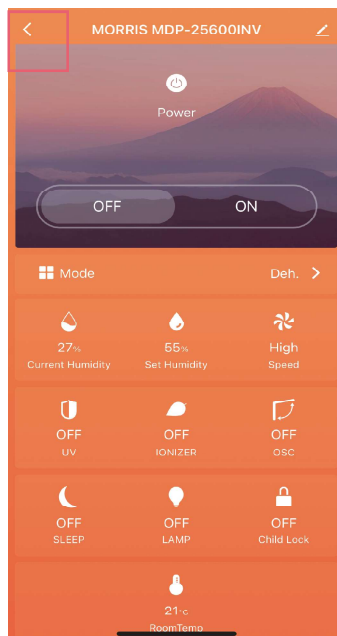 MORRIS MDP-25600INV
Power
OFF ON
Mode Deh.
27% 55% High
Current Humidity Set Humidity Speed
OFF OFF OFF
UV IONIZER OSC
OFF OFF OFF
SLEEP LAMP Child Lock
21°C
RoomTemp